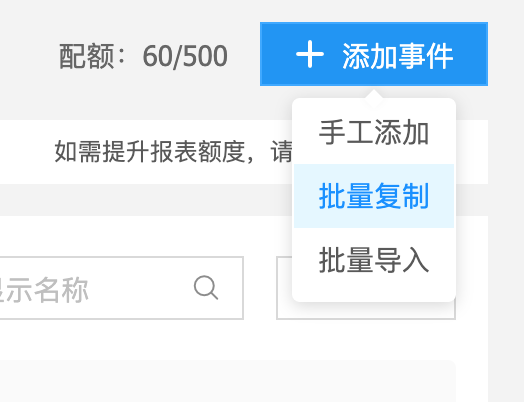 配额：60/500
添加事件
手工添加
如需提升报表额度，请
批量复制
示名称
批量导入